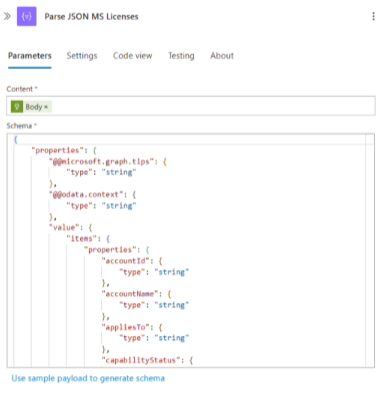 Parse JSON MS Licenses
Parameters Settings Code view Testing About
Content *
Body ×
Schema *
{
"properties": {
"@@microsoft.graph.tips": {
"type": "string"
},
"@@odata.context": {
"type": "string"
},
"value": {
"items": {
"properties": {
"accountId": {
"type": "string"
},
"accountName": {
"type": "string"
},
"appliesTo": {
"type": "string"
},
"capabilityStatus": {
Use sample payload to generate schema